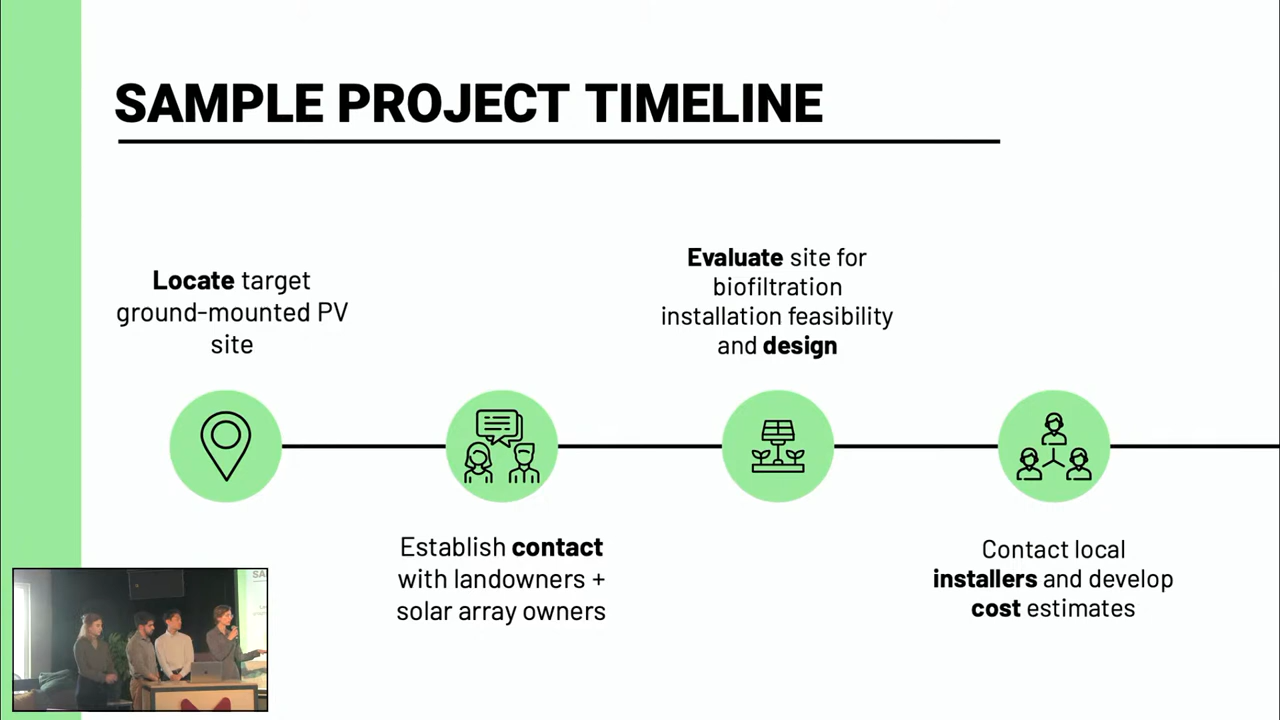 SAMPLE PROJECT TIMELINE
Locate target
ground-mounted PV
site
Establish contact
with landowners +
solar array owners
Evaluate site for
biofiltration
installation feasibility
and design
Contact local
installers and develop
cost estimates
SA